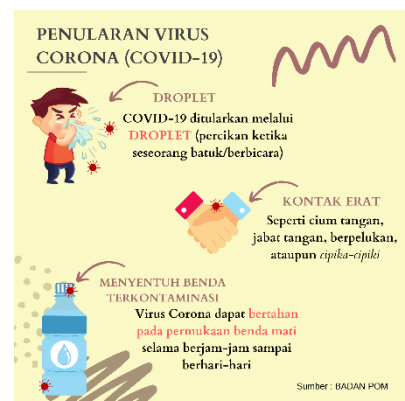 PENULARAN VIRUS
CORONA (COVID-19)
DROPLET
COVID-19 ditularkan melalui
DROPLET (percikan ketika
seseorang batuk/berbicara)
KONTAK ERAT
Seperti cium tangan,
jabat tangan, berpelukan,
ataupun cipika-cipiki
MENYENTUH BENDA
TERKONTAMINASI
Virus Corona dapat bertahan
pada permukaan benda mati
selama berjam-jam sampai
berhari-hari
Sumber : BADAN POM